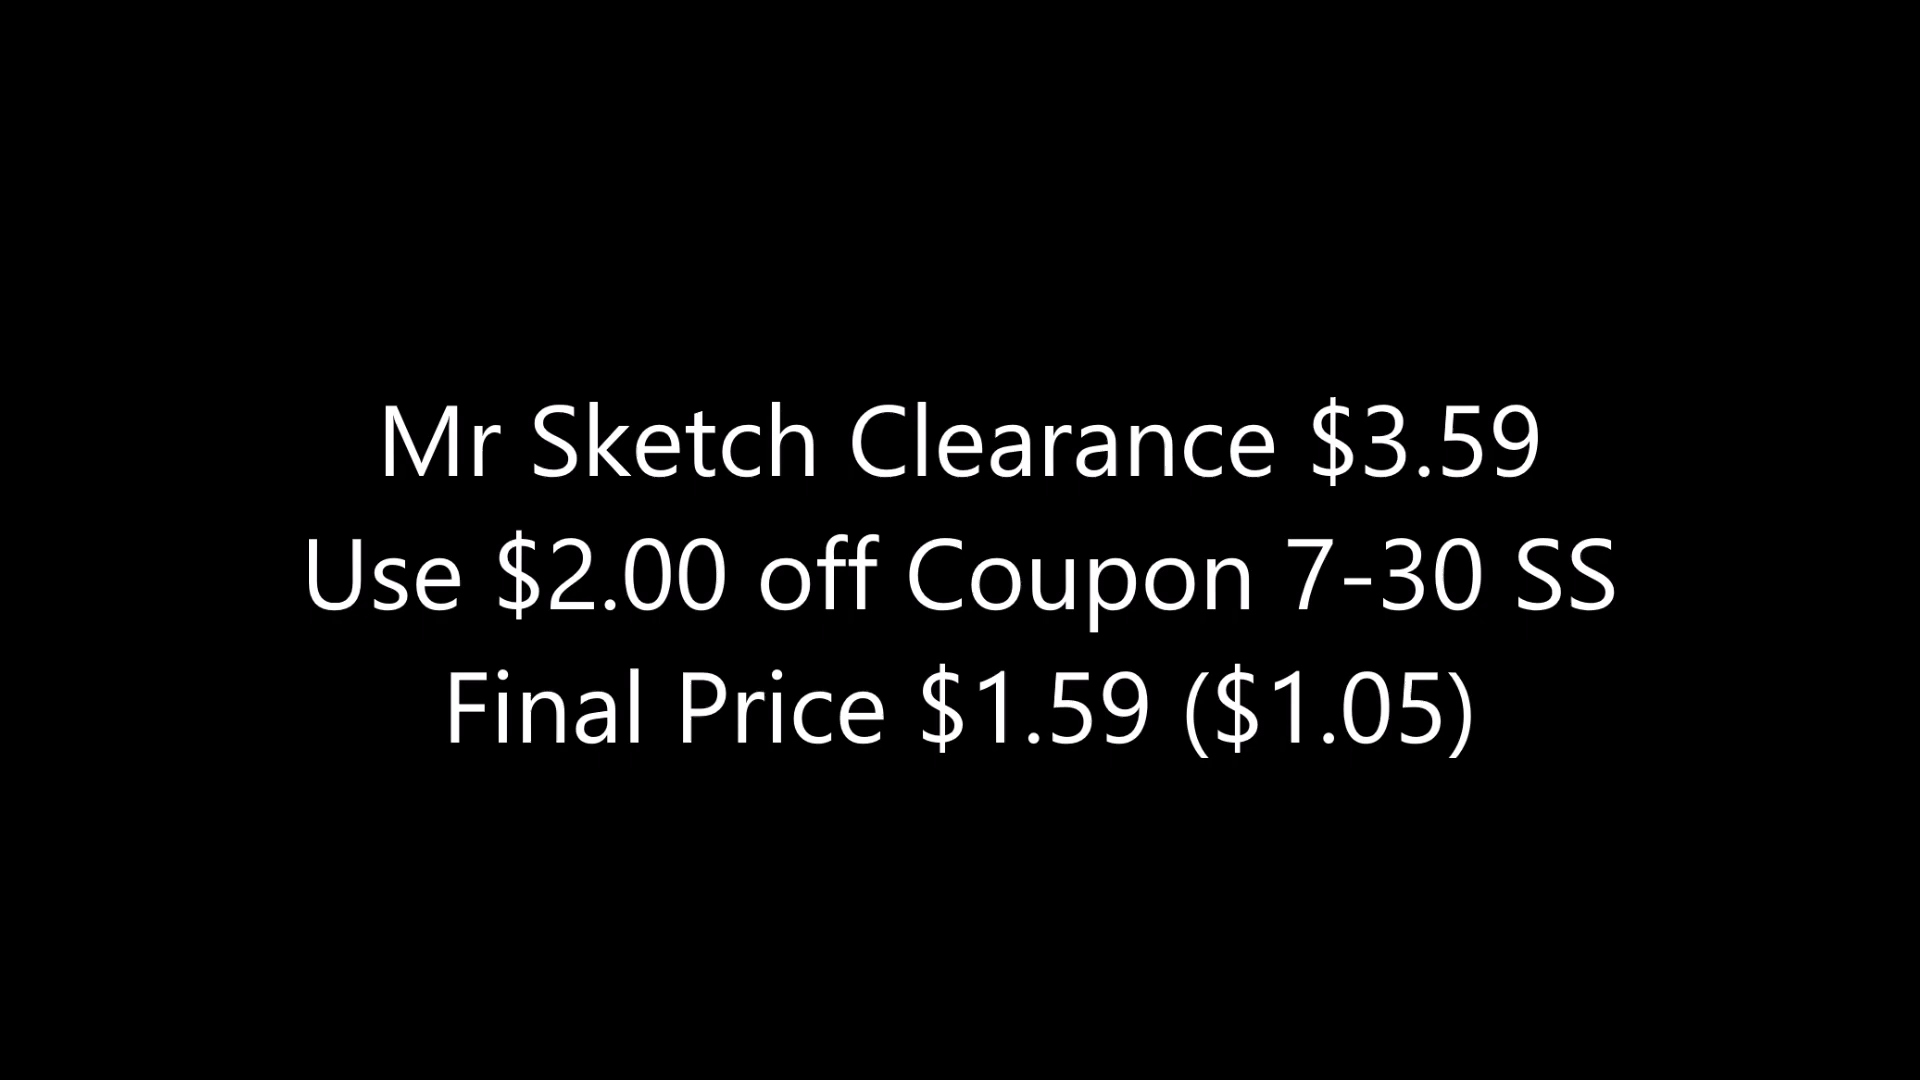 Mr Sketch Clearance $3.59
Use $2.00 off Coupon 7-30 SS
Final Price $1.59 ($1.05)